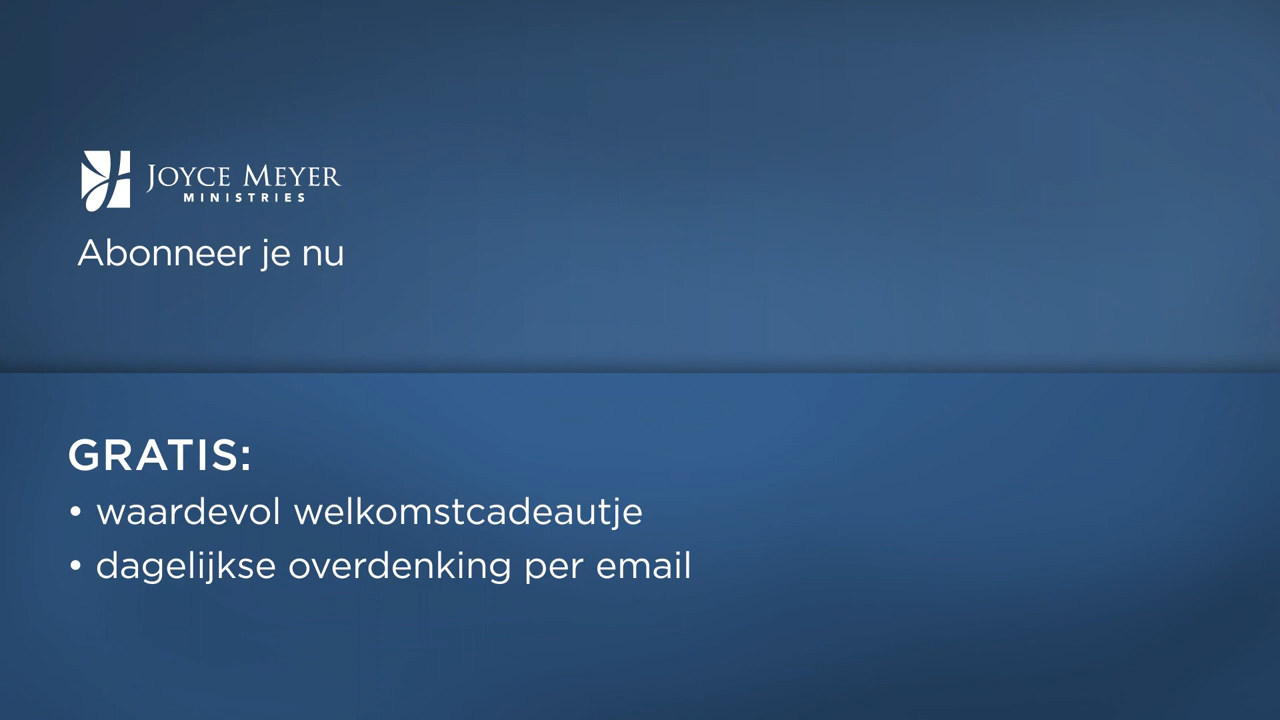 JOYCE MEYER
MINISTRIES
Abonneer je nu
GRATIS:
• waardevol welkomstcadeautje
• dagelijkse overdenking per email